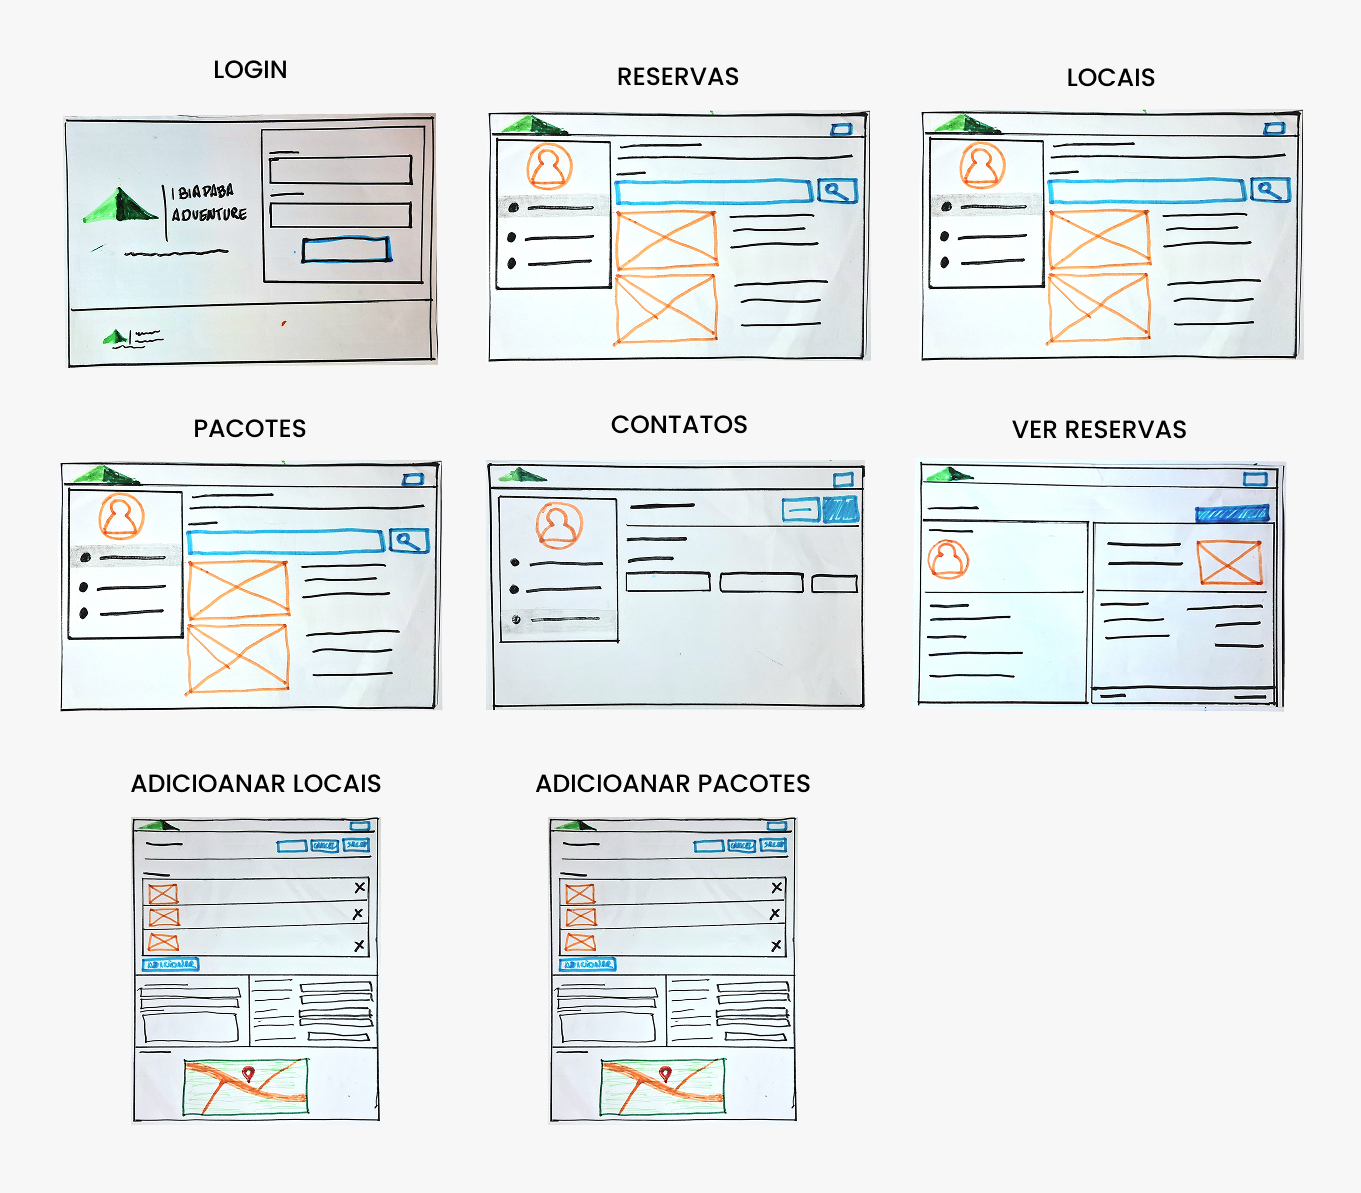 LOGIN
RESERVAS
LOCAIS
IBIAPABA
ADVENTURE
PACOTES
CONTATOS
VER RESERVAS
ADICIOANAR LOCAIS
ADICIOANAR PACOTES
CANCEL
SALVAR
CANCEL
SALVAR
ADICIONAR
ADICIONAR